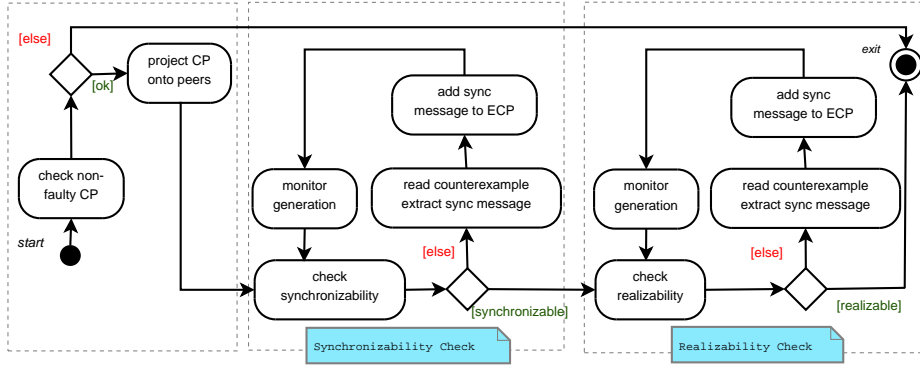 [else]
project CP
onto peers
[ok]
check non-
faulty CP
start
add sync
message to ECP
monitor
generation
read counterexample
extract sync message
[else]
check
synchronizability
[synchronizable]
Synchronizability Check
exit
add sync
message to ECP
monitor
generation
read counterexample
extract sync message
[else]
check
realizability
[realizable]
Realizability Check